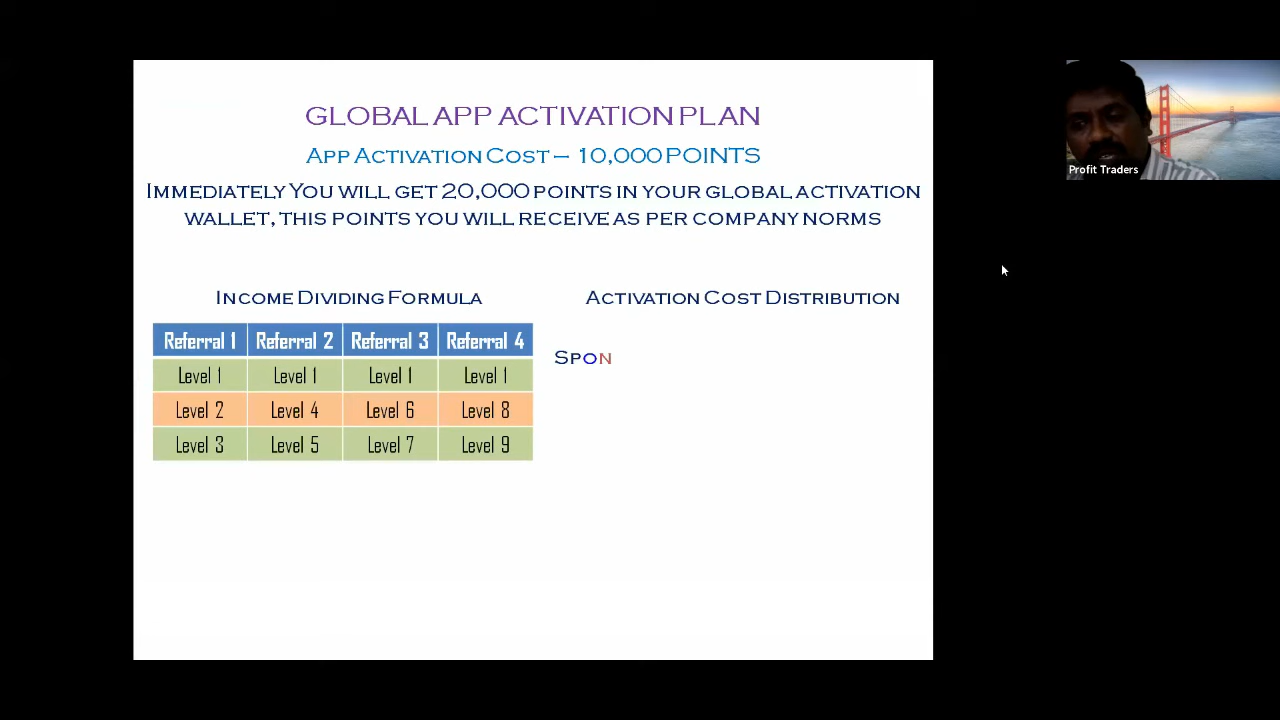 GLOBAL APP ACTIVATION PLAN
APP ACTIVATION COST – 10,000 POINTS
IMMEDIATELY YOU WILL GET 20,000 POINTS IN YOUR GLOBAL ACTIVATION
WALLET, THIS POINTS YOU WILL RECEIVE AS PER COMPANY NORMS
INCOME DIVIDING FORMULA
Referral 1 Referral 2 Referral 3 Referral 4
Level 1 Level 1 Level 1 Level 1
Level 2 Level 4 Level 6 Level 8
Level 3 Level 5 Level 7 Level 9
ACTIVATION COST DISTRIBUTION
SPON
Profit Traders